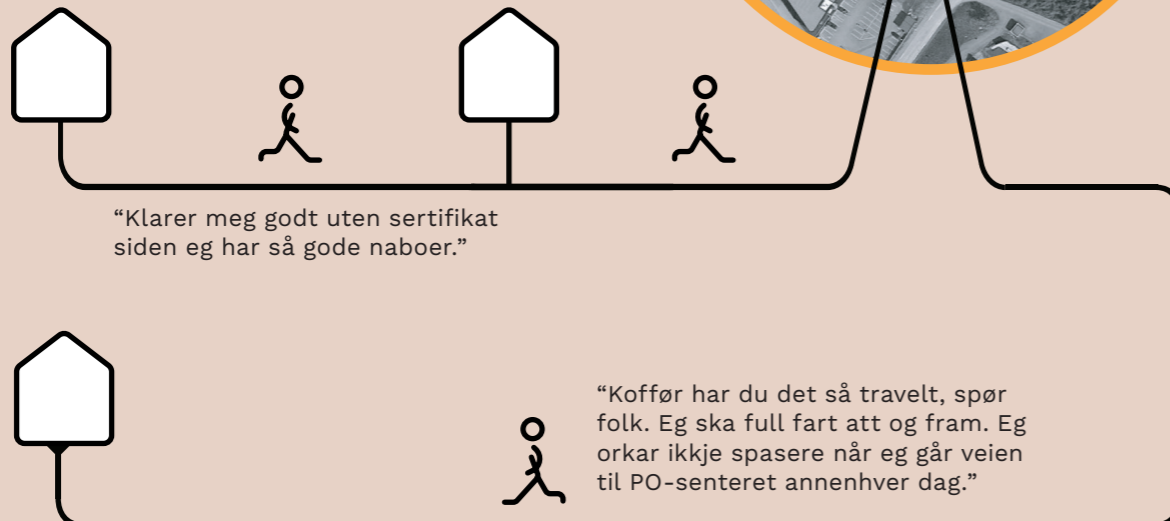 “Klarer meg godt uten sertifikat
siden eg har så gode naboer.”
“Koffør har du det så travelt, spør
folk. Eg ska full fart att og fram. Eg
orkar ikkje spasere når eg går veien
til PO-senteret annenhver dag.”